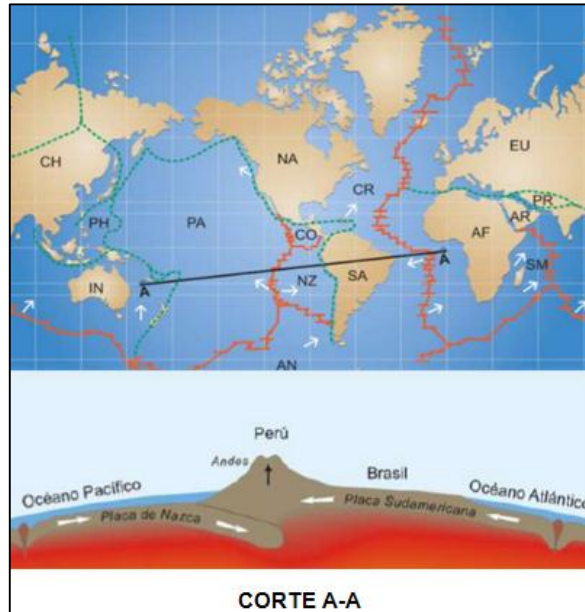 CH
NA
EU
CR
PR
AR
PH
PA
CO
AF
SM
IN
A
NZ
SA
A
AN
Perú
Andes
Brasil
Océano Pacífico
Océano Atlántico
Placa de Nazca
Placa Sudamericana
CORTE A-A